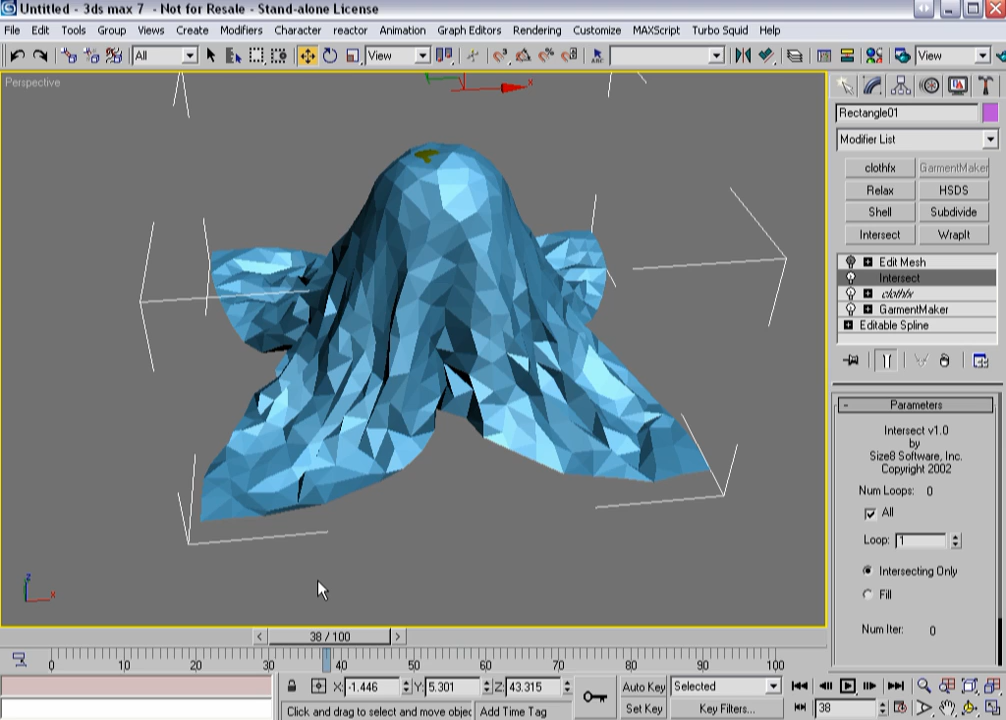 Untitled - 3ds max 7 - Not for Resale - Stand-alone License
File Edit Tools Group Views Create Modifiers Character reactor Animation Graph Editors Rendering Customize MAXScript Turbo Squid Help
All View View
Perspective
x
Rectangle01
Modifier List
clothfx GarmentMaker
Relax HSDS
Shell Subdivide
Intersect WrapIt
Edit Mesh
Intersect
clothfx
GarmentMaker
Editable Spline
- Parameters
Intersect v1.0
by
Size8 Software, Inc.
Copyright 2002
Num Loops: 0
All
Loop: 1
Intersecting Only
Fill
Num Iter: 0
z
x
< 38 / 100 >
0 10 20 30 40 50 60 70 80 90 100
X: -1.446 Y: 5.301 Z: 43.315 Auto Key Selected
Click and drag to select and move objec Add Time Tag Set Key Key Filters... 38